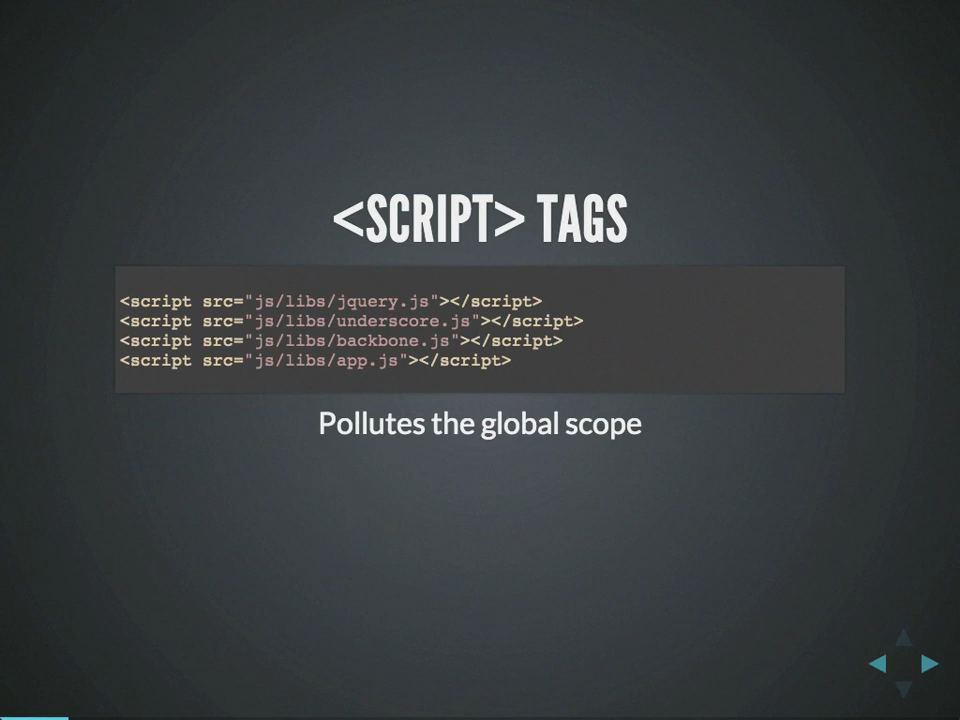 <SCRIPT> TAGS
<script src="js/libs/jquery.js"></script>
<script src="js/libs/underscore.js"></script>
<script src="js/libs/backbone.js"></script>
<script src="js/libs/app.js"></script>
Pollutes the global scope